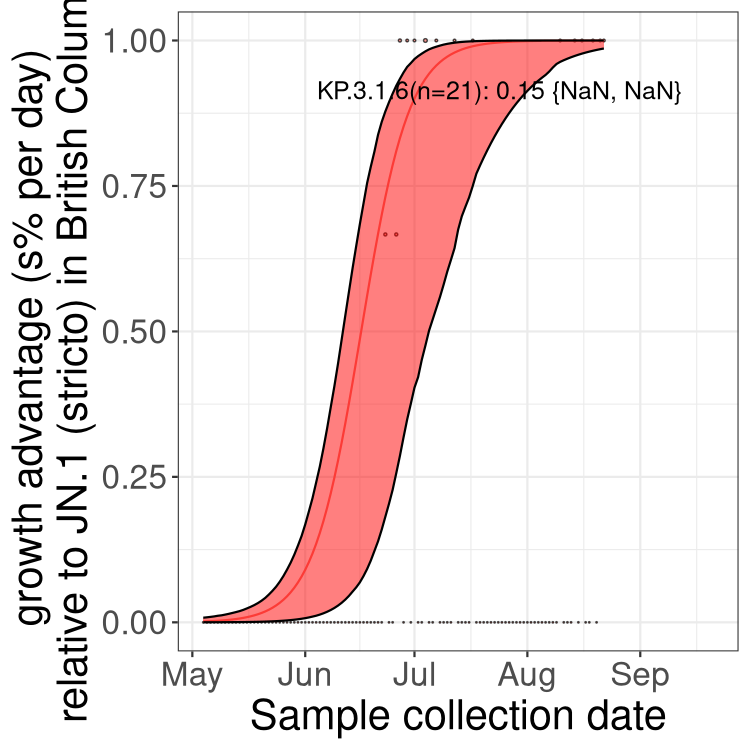 growth advantage (s% per day)
relative to JN.1 (stricto) in British Colum
1.00
0.75
0.50
0.25
0.00
KP.3.1.6(n=21): 0.15 {NaN, NaN}
May Jun Jul Aug Sep
Sample collection date